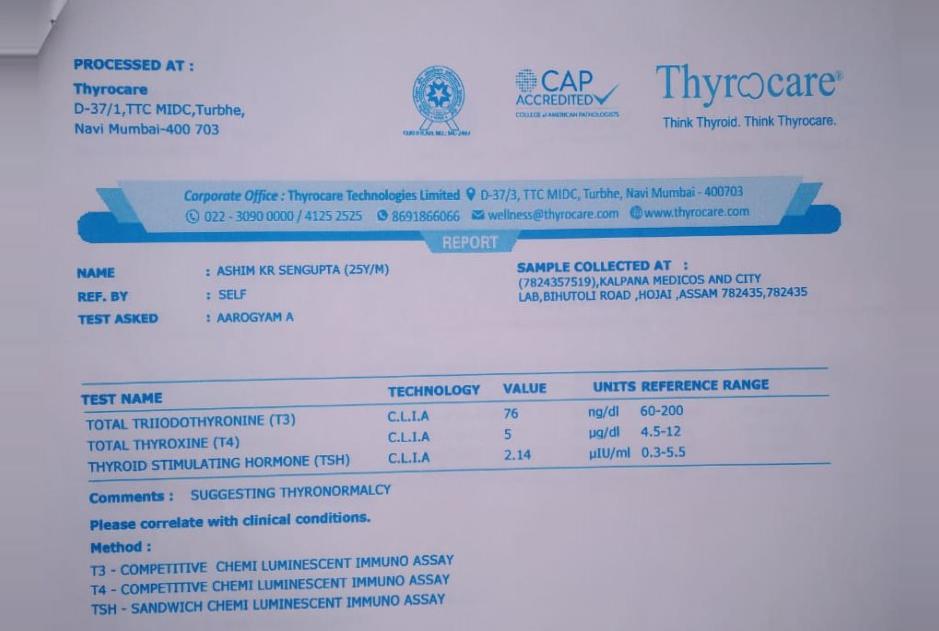 PROCESSED AT :
Thyrocare
D-37/1,TTC MIDC,Turbhe,
Navi Mumbai-400 703
CAP
ACCREDITED
COLLEGE of AMERICAN PATHOLOGISTS
Thyrocare®
Think Thyroid. Think Thyrocare.
Corporate Office : Thyrocare Technologies Limited D-37/3, TTC MIDC, Turbhe, Navi Mumbai - 400703
022 - 3090 0000 / 4125 2525 8691866066 wellness@thyrocare.com www.thyrocare.com
REPORT
NAME : ASHIM KR SENGUPTA (25Y/M)
REF. BY : SELF
TEST ASKED : AAROGYAM A
SAMPLE COLLECTED AT :
(7824357519),KALPANA MEDICOS AND CITY
LAB,BIHUTOLI ROAD ,HOJAI ,ASSAM 782435,782435
TEST NAME TECHNOLOGY VALUE UNITS REFERENCE RANGE
TOTAL TRIIODOTHYRONINE (T3) C.L.I.A 76 ng/dl 60-200
TOTAL THYROXINE (T4) C.L.I.A 5 µg/dl 4.5-12
THYROID STIMULATING HORMONE (TSH) C.L.I.A 2.14 µIU/ml 0.3-5.5
Comments : SUGGESTING THYRONORMALCY
Please correlate with clinical conditions.
Method :
T3 - COMPETITIVE CHEMI LUMINESCENT IMMUNO ASSAY
T4 - COMPETITIVE CHEMI LUMINESCENT IMMUNO ASSAY
TSH - SANDWICH CHEMI LUMINESCENT IMMUNO ASSAY